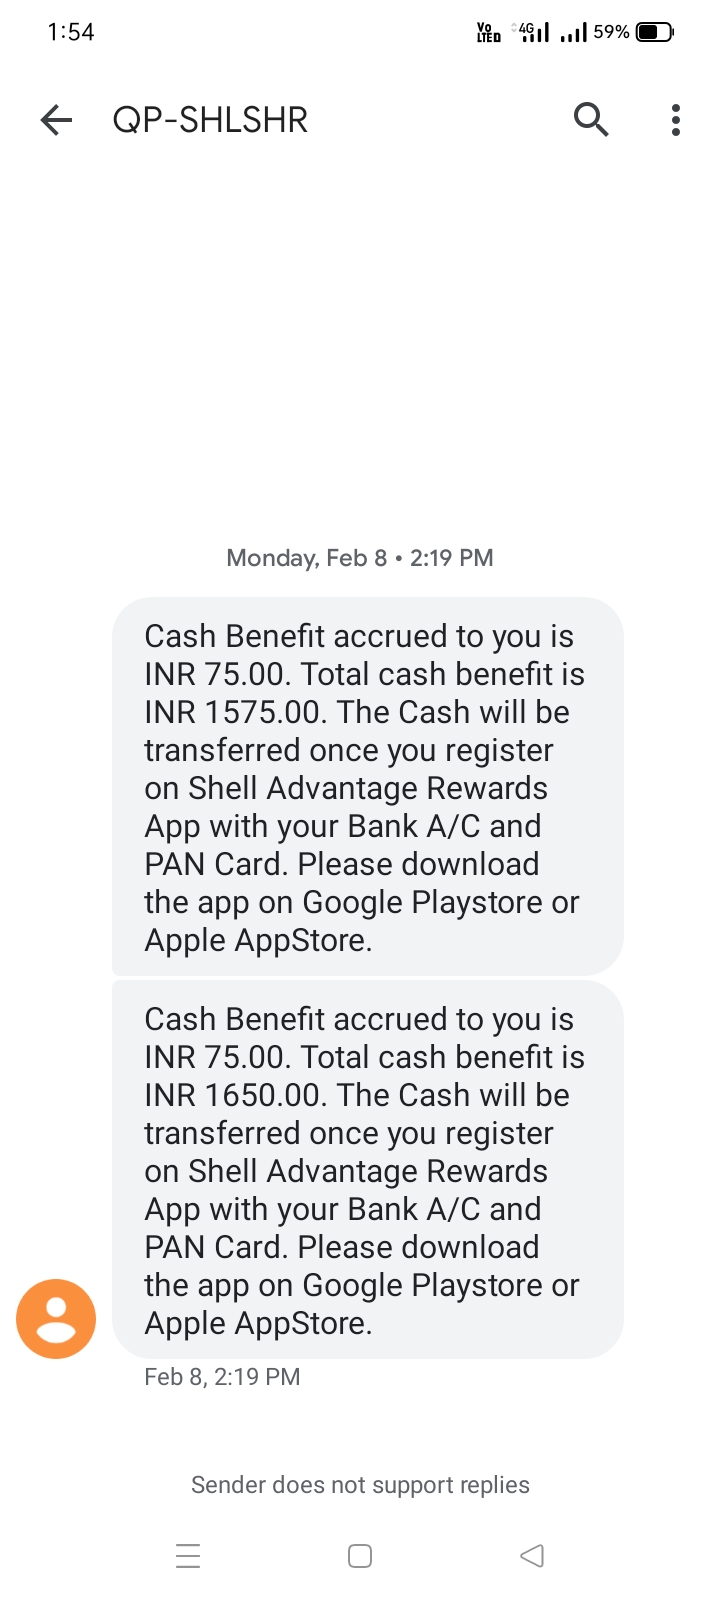 1:54
Vo LTED 4G 59%
QP-SHLSHR
Monday, Feb 8 • 2:19 PM
Cash Benefit accrued to you is
INR 75.00. Total cash benefit is
INR 1575.00. The Cash will be
transferred once you register
on Shell Advantage Rewards
App with your Bank A/C and
PAN Card. Please download
the app on Google Playstore or
Apple AppStore.
Cash Benefit accrued to you is
INR 75.00. Total cash benefit is
INR 1650.00. The Cash will be
transferred once you register
on Shell Advantage Rewards
App with your Bank A/C and
PAN Card. Please download
the app on Google Playstore or
Apple AppStore.
Feb 8, 2:19 PM
Sender does not support replies